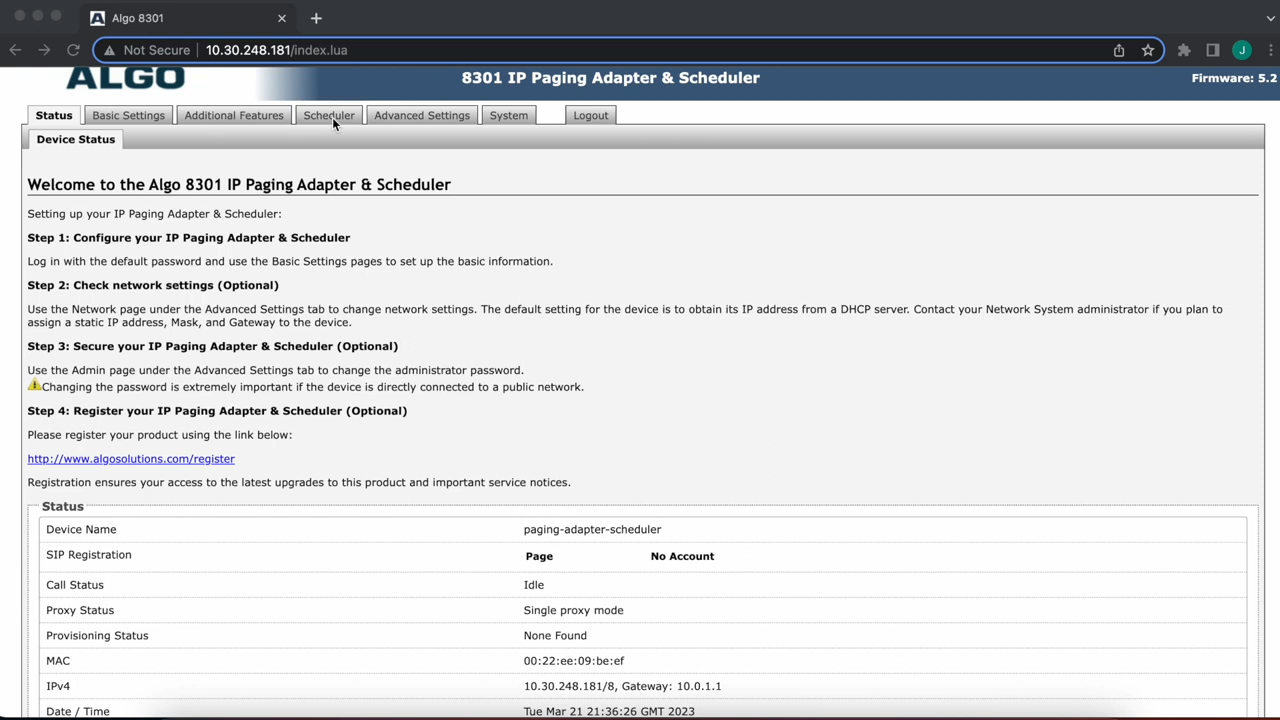 Algo 8301
Not Secure 10.30.248.181/index.lua
J
ALGO
8301 IP Paging Adapter & Scheduler
Firmware: 5.2
Status Basic Settings Additional Features Scheduler Advanced Settings System Logout
Device Status
Welcome to the Algo 8301 IP Paging Adapter & Scheduler
Setting up your IP Paging Adapter & Scheduler:
Step 1: Configure your IP Paging Adapter & Scheduler
Log in with the default password and use the Basic Settings pages to set up the basic information.
Step 2: Check network settings (Optional)
Use the Network page under the Advanced Settings tab to change network settings. The default setting for the device is to obtain its IP address from a DHCP server. Contact your Network System administrator if you plan to
assign a static IP address, Mask, and Gateway to the device.
Step 3: Secure your IP Paging Adapter & Scheduler (Optional)
Use the Admin page under the Advanced Settings tab to change the administrator password.
Changing the password is extremely important if the device is directly connected to a public network.
Step 4: Register your IP Paging Adapter & Scheduler (Optional)
Please register your product using the link below:
http://www.algosolutions.com/register
Registration ensures your access to the latest upgrades to this product and important service notices.
Status
Device Name paging-adapter-scheduler
SIP Registration Page No Account
Call Status Idle
Proxy Status Single proxy mode
Provisioning Status None Found
MAC 00:22:ee:09:be:ef
IPv4 10.30.248.181/8, Gateway: 10.0.1.1
Date / Time Tue Mar 21 21:36:26 GMT 2023